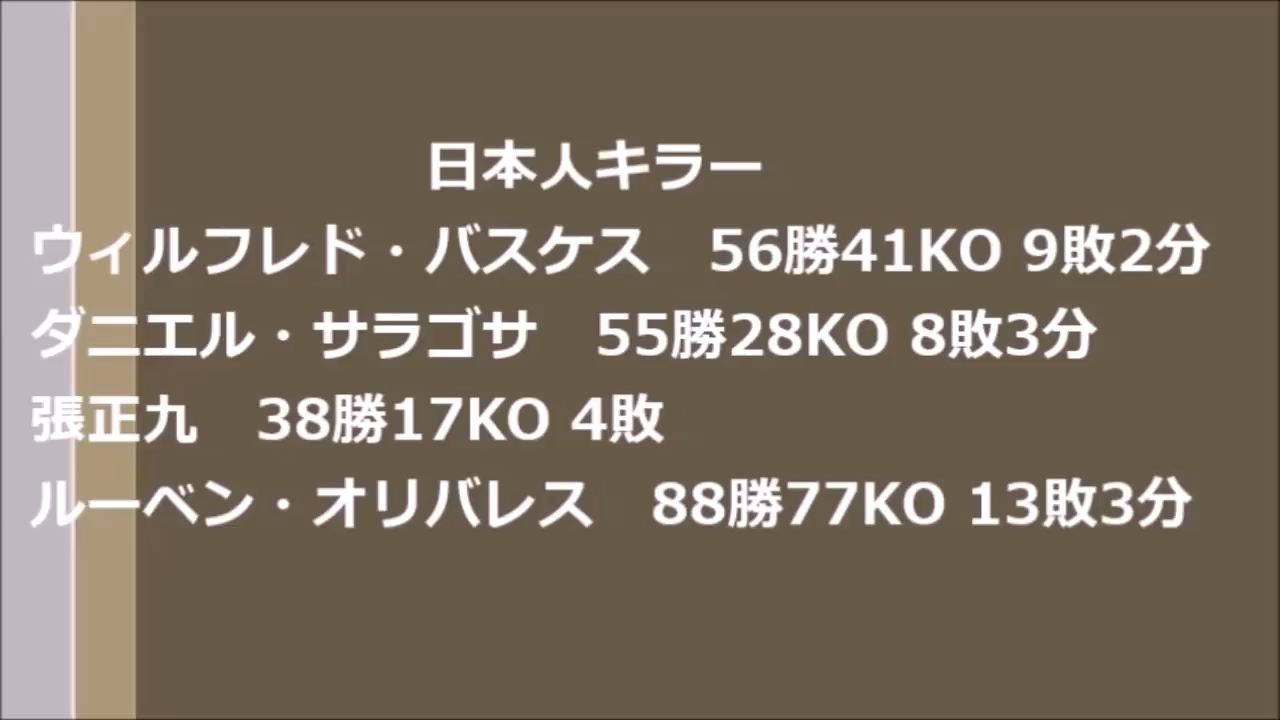 日本人キラー
ウィルフレド・バスケス　56勝41KO 9敗2分
ダニエル・サラゴサ　55勝28KO 8敗3分
張正九　38勝17KO 4敗
ルーベン・オリバレス　88勝77KO 13敗3分